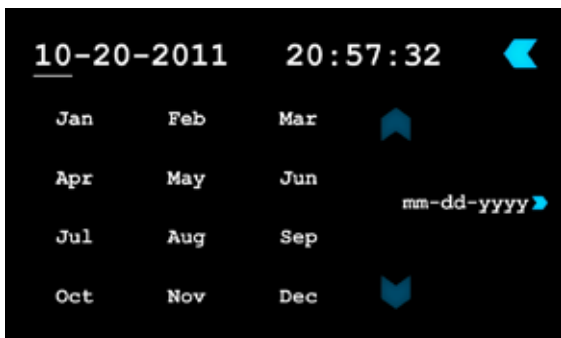 10-20-2011 20:57:32
Jan Feb Mar
Apr May Jun
mm-dd-yyyy
Jul Aug Sep
Oct Nov Dec